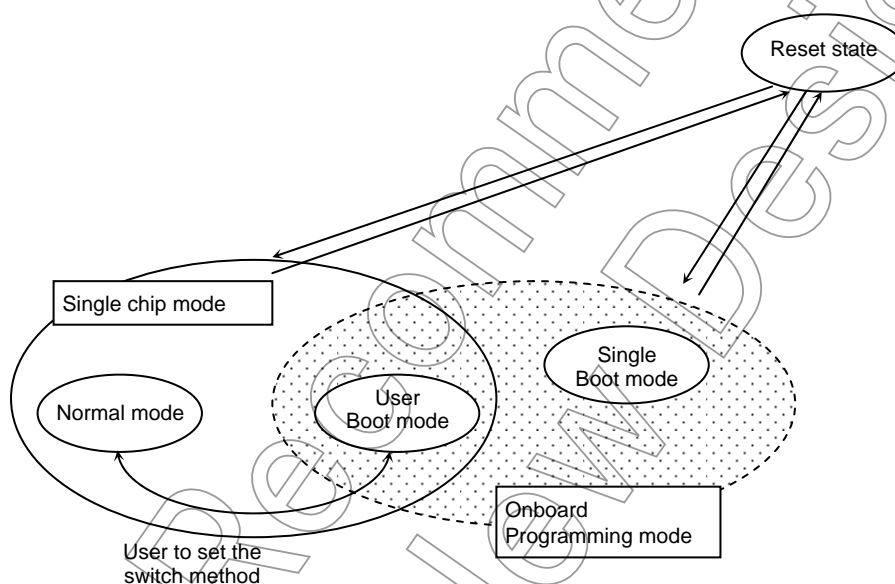 Reset state
Single chip mode
Single
Boot mode
User
Boot mode
Normal mode
Onboard
Programming mode
User to set the
switch method